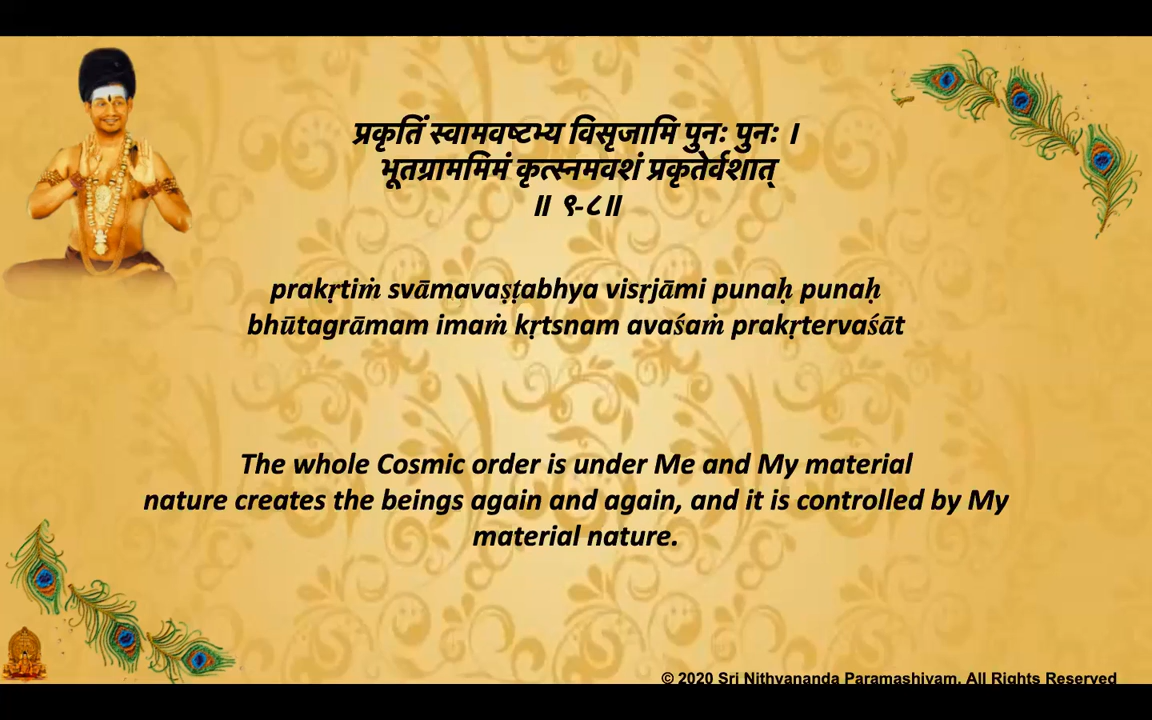 प्रकृतिं स्वामवष्टभ्य विसृजामि पुनः पुनः ।
भूतग्राममिमं कृत्स्नमवशं प्रकृतेर्वशात्
॥ ९-८॥
prakṛtiṁ svāmavaṣṭabhya visṛjāmi punaḥ punaḥ
bhūtagrāmam imaṁ kṛtsnam avaśaṁ prakṛtervaśāt
The whole Cosmic order is under Me and My material
nature creates the beings again and again, and it is controlled by My
material nature.
© 2020 Sri Nithyananda Paramashivam. All Rights Reserved